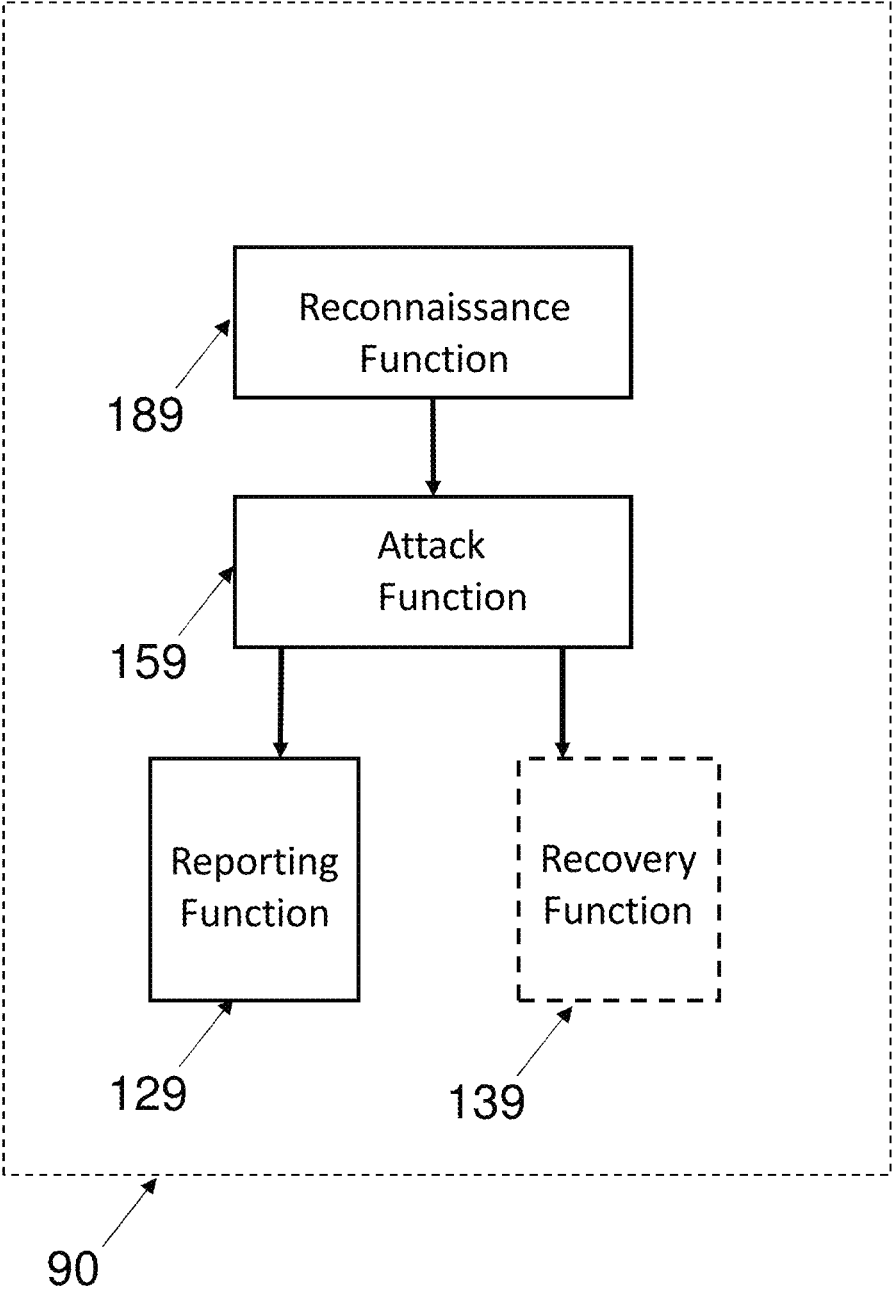 Reconnaissance
Function
189
Attack
Function
159
Reporting
Function
Recovery
Function
129
139
90